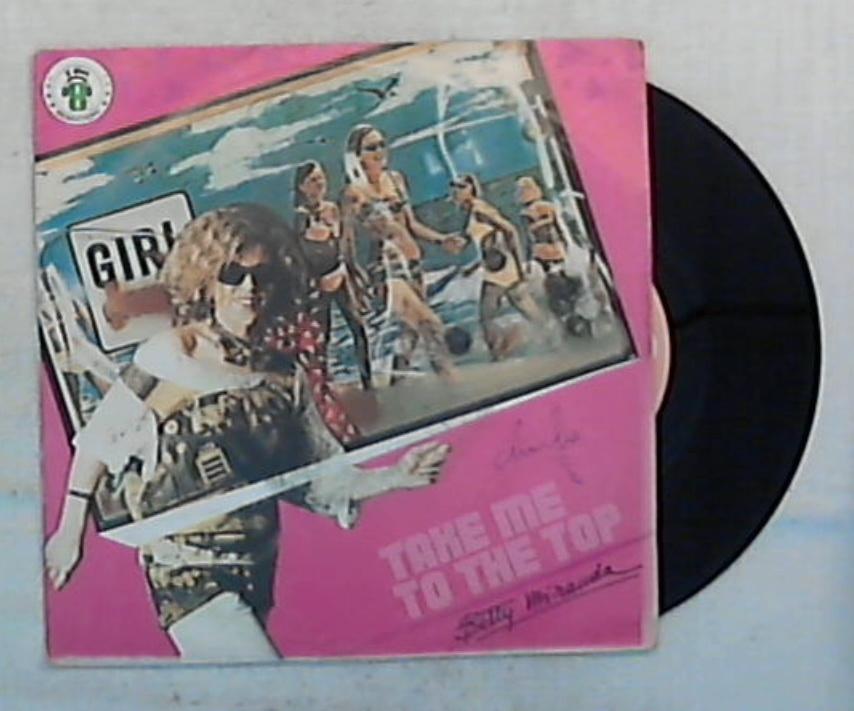 GIRL
TAKE ME
TO THE TOP
Betty Miranda